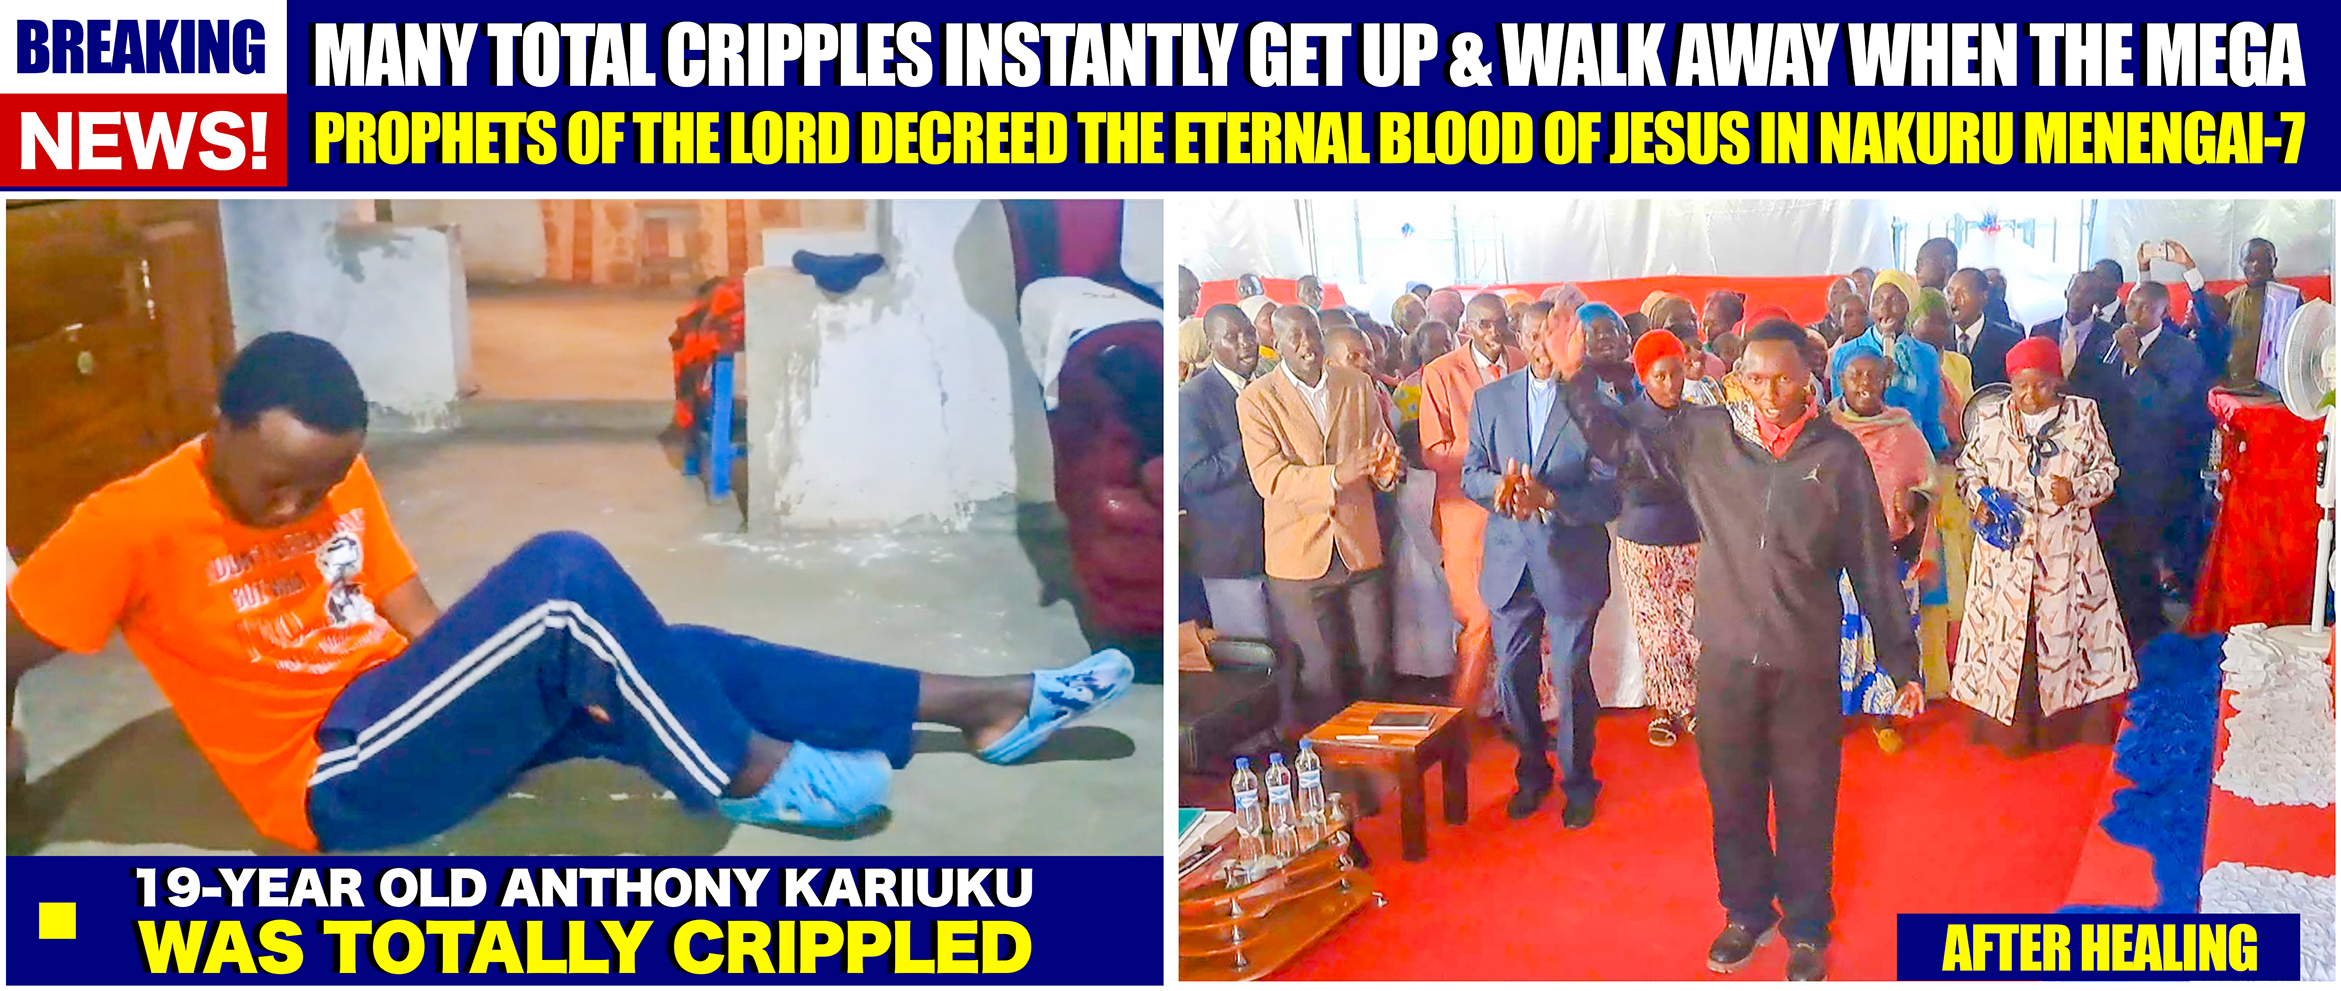 BREAKING
NEWS!
MANY TOTAL CRIPPLES INSTANTLY GET UP & WALK AWAY WHEN THE MEGA
PROPHETS OF THE LORD DECREED THE ETERNAL BLOOD OF JESUS IN NAKURU MENENGAI-7
19-YEAR OLD ANTHONY KARIUKU
WAS TOTALLY CRIPPLED
AFTER HEALING